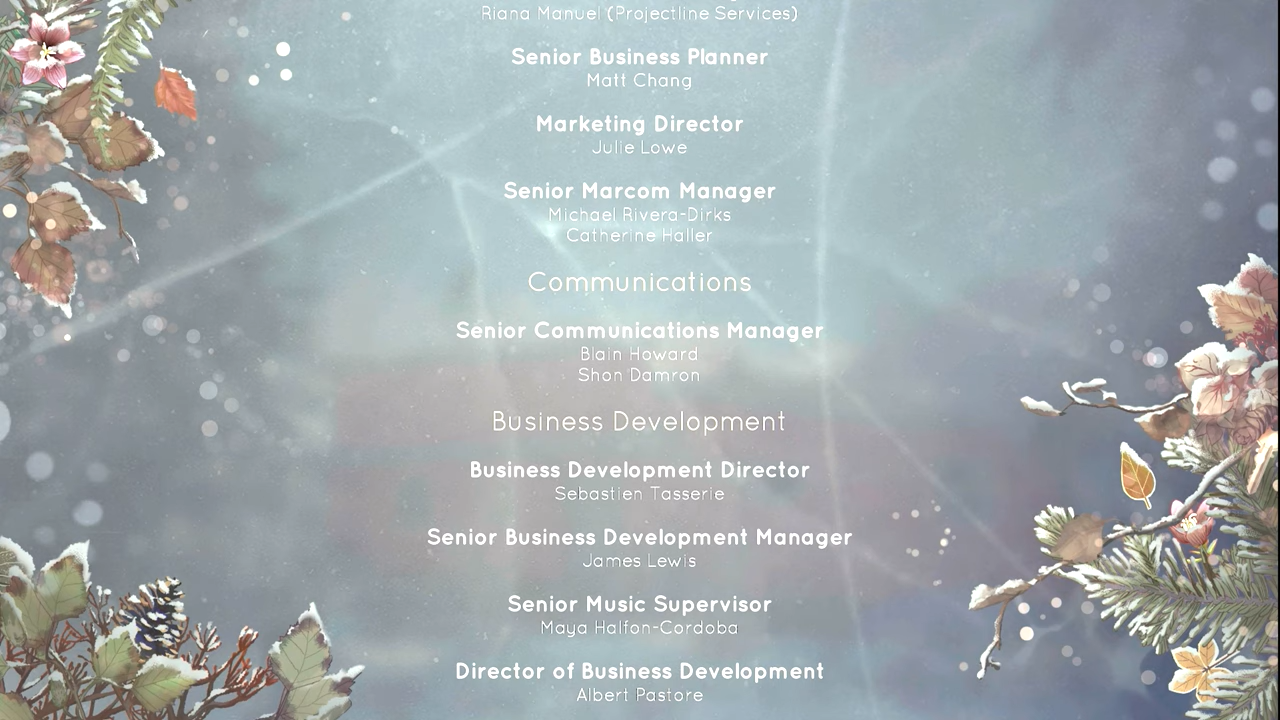 Riana Manuel (Projectline Services)
Senior Business Planner
Matt Chang
Marketing Director
Julie Lowe
Senior Marcom Manager
Michael Rivera-Dirks
Catherine Haller
Communications
Senior Communications Manager
Blain Howard
Shon Damron
Business Development
Business Development Director
Sebastien Tasserie
Senior Business Development Manager
James Lewis
Senior Music Supervisor
Maya Halfon-Cordoba
Director of Business Development
Albert Pastore